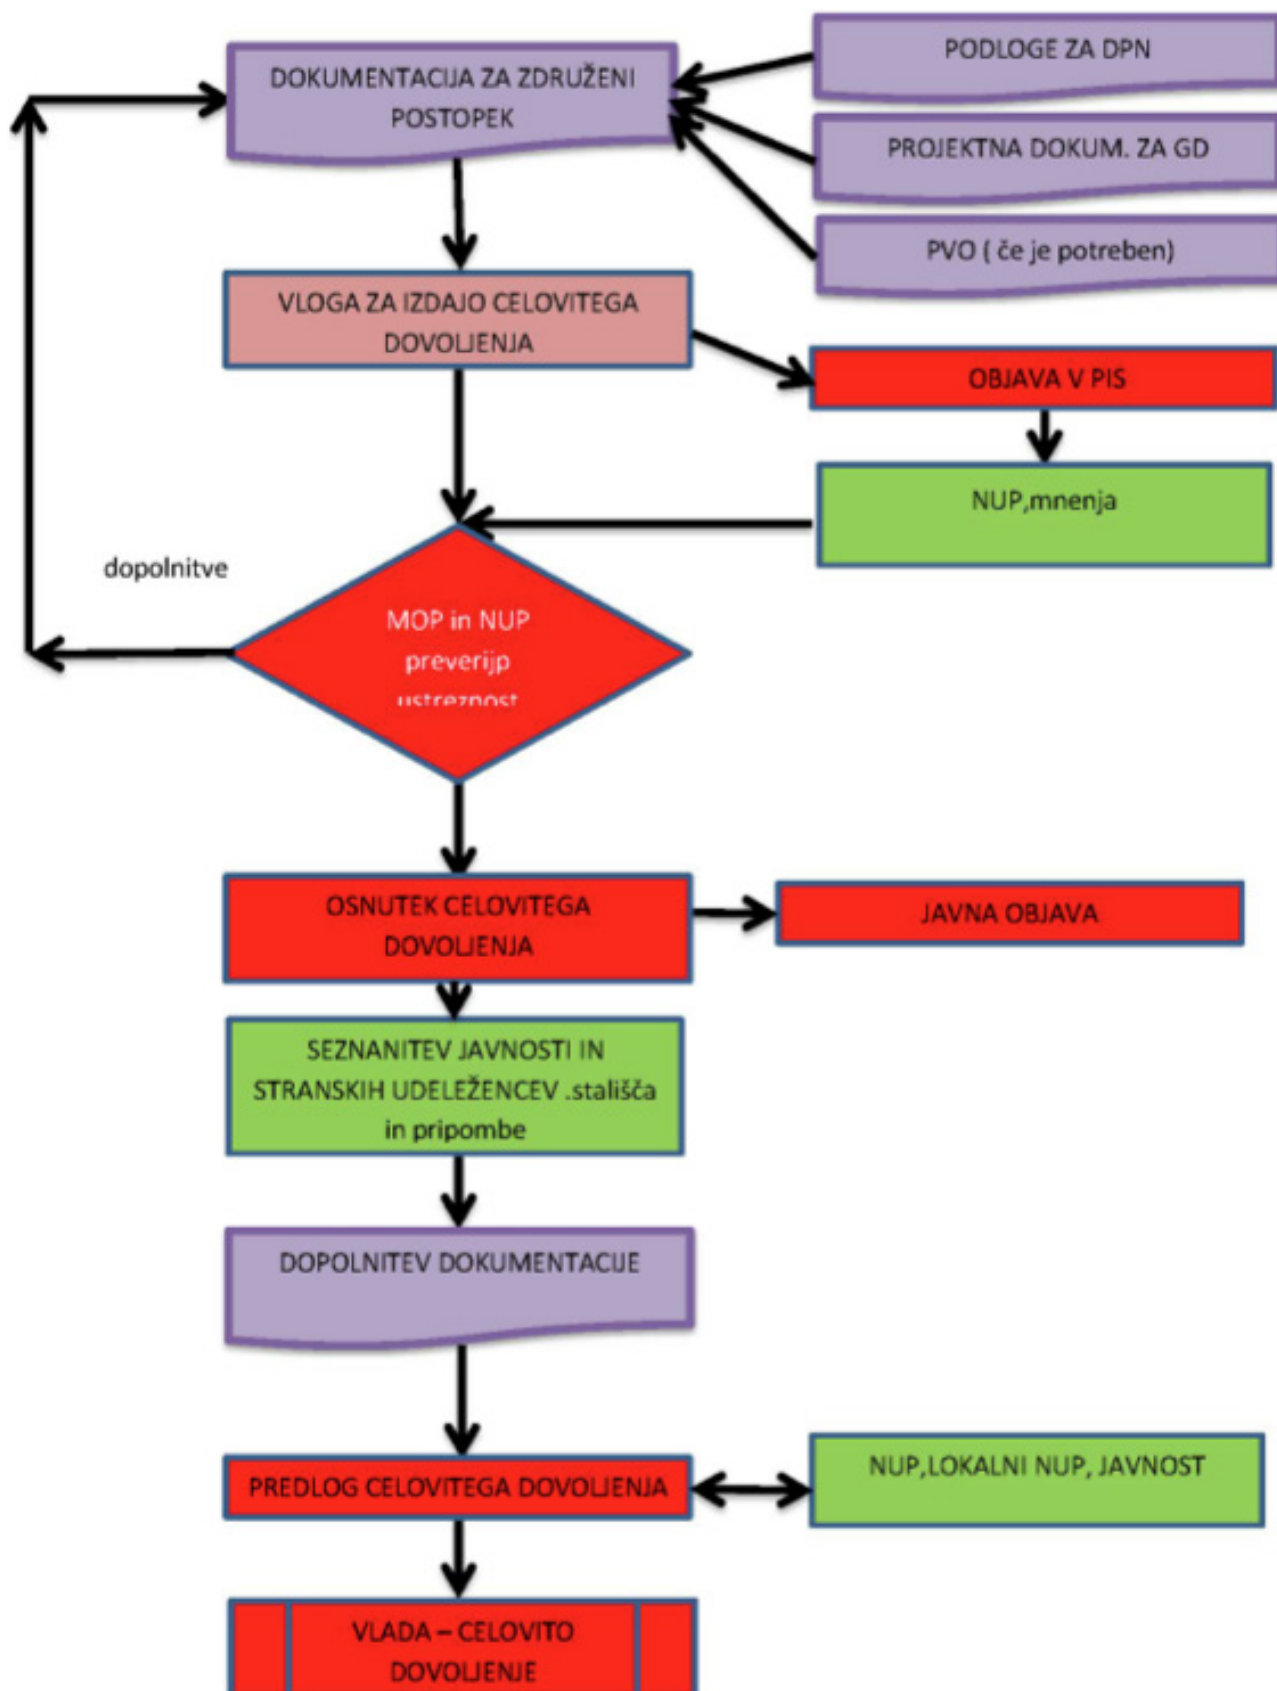 DOKUMENTACIJA ZA ZDRUŽENI
POSTOPEK
PODLOGE ZA DPN
PROJEKTNA DOKUM. ZA GD
PVO ( če je potreben)
VLOGA ZA IZDAJO CELOVITEGA
DOVOLJENJA
OBJAVA V PIS
NUP,mnenja
dopolnitve
MOP in NUP
preverijp
ustreznost
OSNUTEK CELOVITEGA
DOVOLJENJA
JAVNA OBJAVA
SEZNANITEV JAVNOSTI IN
STRANSKIH UDELEŽENCEV .stališča
in pripombe
DOPOLNITEV DOKUMENTACIJE
PREDLOG CELOVITEGA DOVOLJENJA
NUP,LOKALNI NUP, JAVNOST
VLADA – CELOVITO
DOVOLJENJE